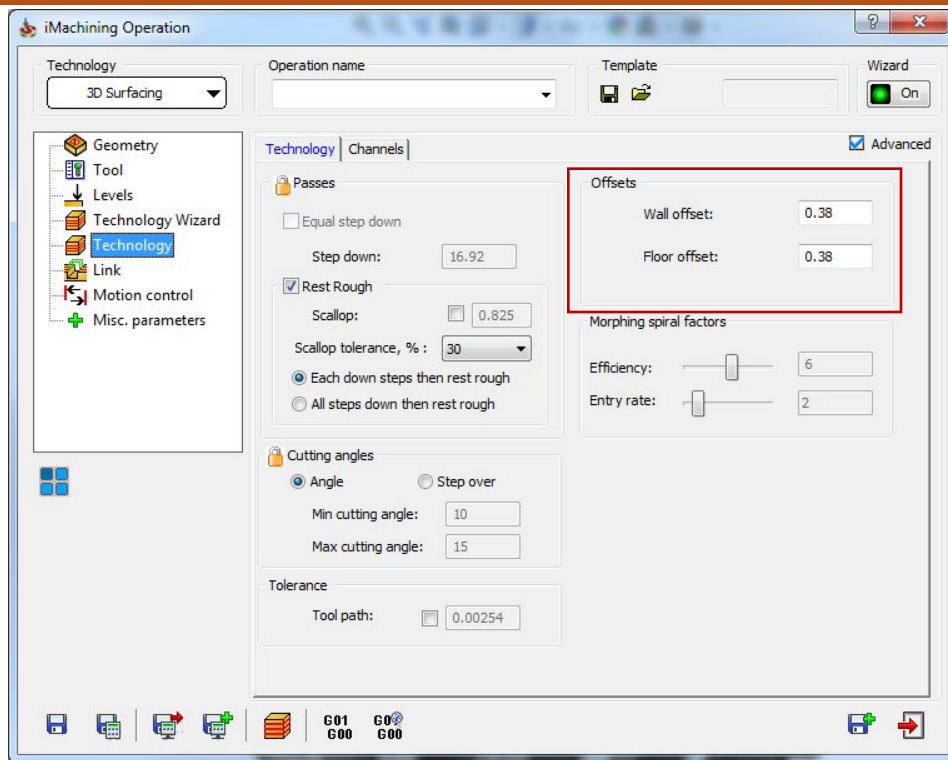 iMachining Operation
Technology
3D Surfacing
Operation name
Template
Wizard
On
Geometry
Tool
Levels
Technology Wizard
Technology
Link
Motion control
Misc. parameters
Technology
Channels
Advanced
Passes
Equal step down
Step down: 16.92
Rest Rough
Scallop: 0.825
Scallop tolerance, % : 30
Each down steps then rest rough
All steps down then rest rough
Cutting angles
Angle
Step over
Min cutting angle: 10
Max cutting angle: 15
Tolerance
Tool path: 0.00254
Offsets
Wall offset: 0.38
Floor offset: 0.38
Morphing spiral factors
Efficiency: 6
Entry rate: 2
G01
G00
G0
G00